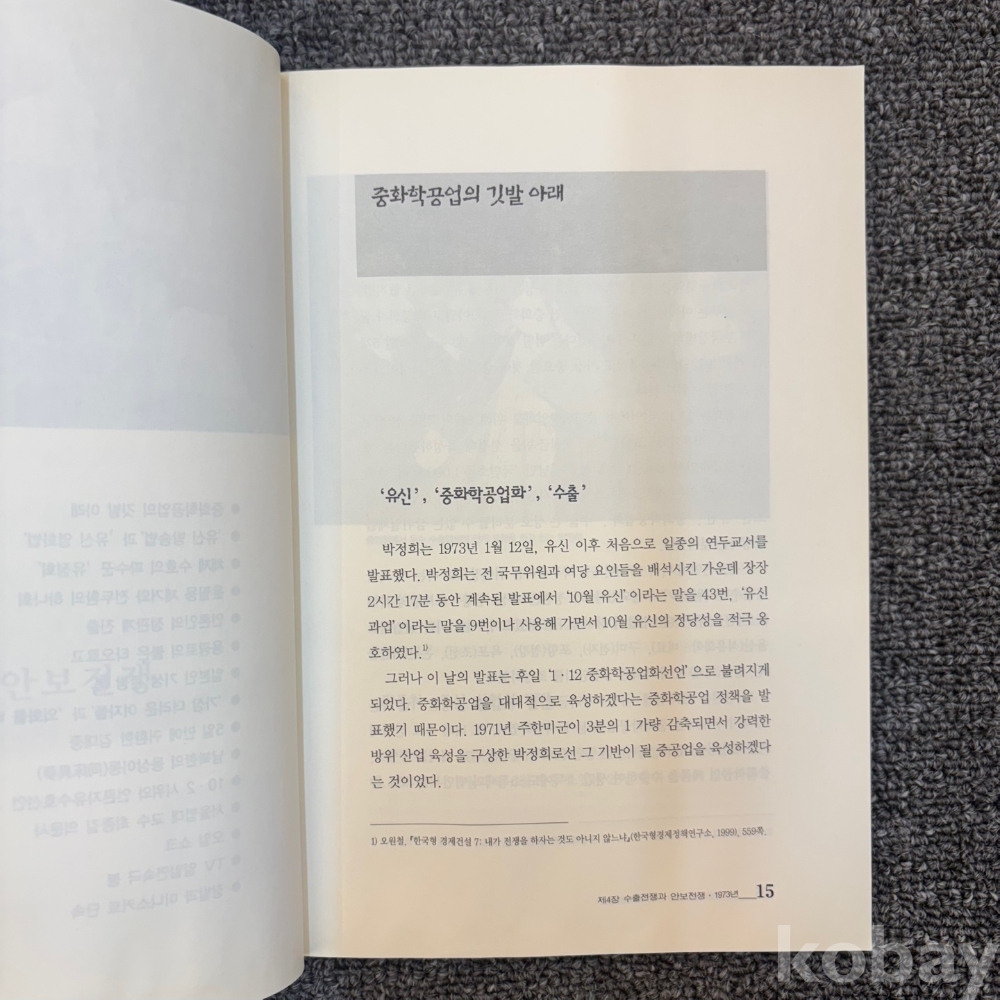 중화학공업의 깃발 아래
‘유신’, ‘중화학공업화’, ‘수출’
박정희는 1973년 1월 12일, 유신 이후 처음으로 일종의 연두교서를
발표했다. 박정희는 전 국무위원과 여당 요인들을 배석시킨 가운데 장장
2시간 17분 동안 계속된 발표에서 ‘10월 유신’이라는 말을 43번, ‘유신
과업’이라는 말을 9번이나 사용해 가면서 10월 유신의 정당성을 적극 옹
호하였다.1)
그러나 이 날의 발표는 후일 ‘1·12 중화학공업화선언’으로 불려지게
되었다. 중화학공업을 대대적으로 육성하겠다는 중화학공업 정책을 발
표했기 때문이다. 1971년 주한미군이 3분의 1 가량 감축되면서 강력한
방위 산업 육성을 구상한 박정희로선 그 기반이 될 중공업을 육성하겠다
는 것이었다.
1) 오원철, 『한국형 경제건설 7: 내가 전쟁을 하자는 것도 아니지 않느냐』(한국형경제정책연구소, 1999), 559쪽.
제4장 수출전쟁과 안보전쟁·1973년 15
kobay